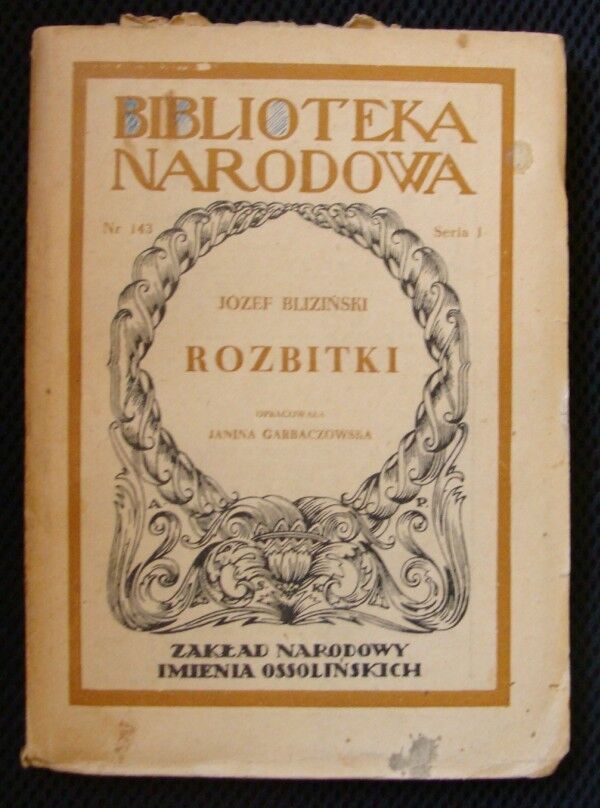 BIBLIOTEKA
NARODOWA
Nr 143 Seria I
JÓZEF BLIZIŃSKI
ROZBITKI
OPRACOWAŁA
JANINA GARBACZOWSKA
A. P.
S. K.
ZAKŁAD NARODOWY
IMIENIA OSSOLIŃSKICH